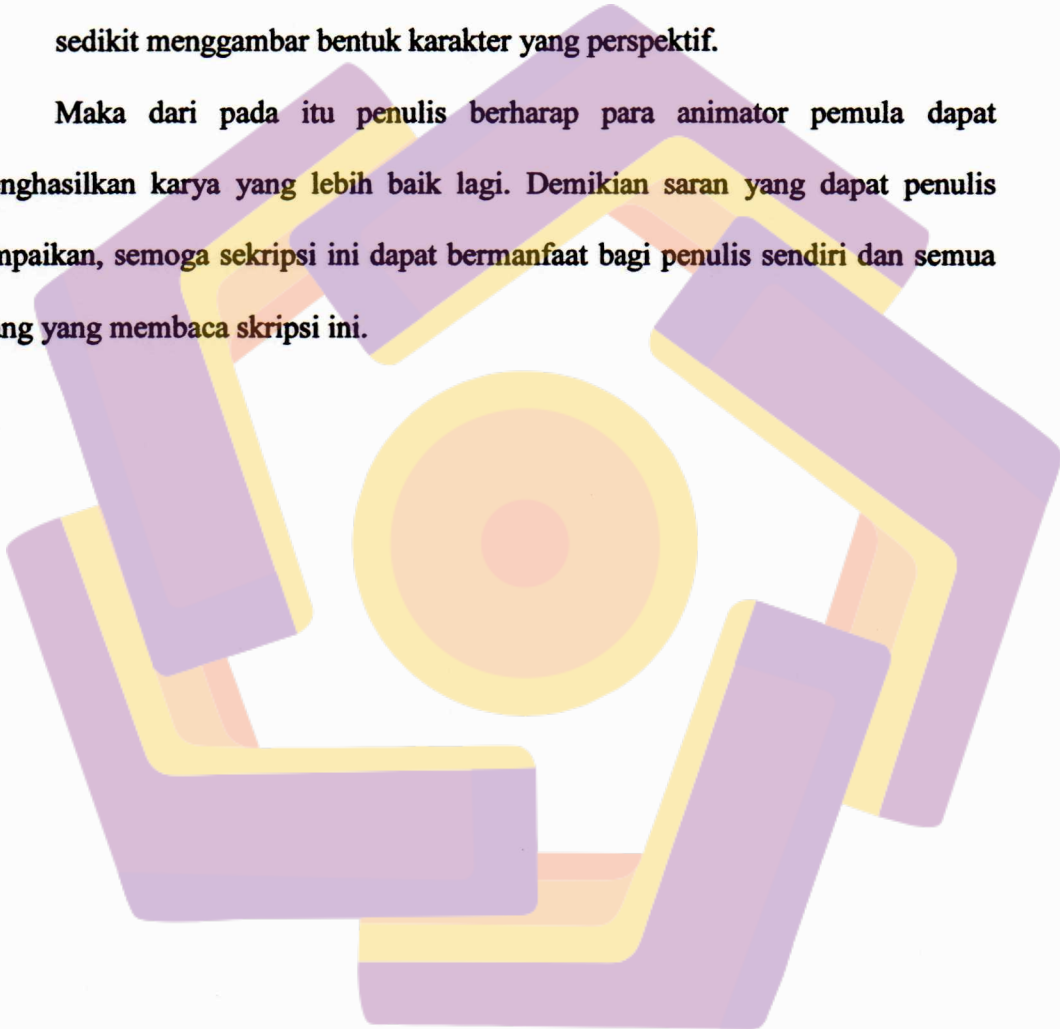 sedikit menggambar bentuk karakter yang perspektif.
Maka dari pada itu penulis berharap para animator pemula dapat
nghasilkan karya yang lebih baik lagi. Demikian saran yang dapat penulis
mpaikan, semoga sekripsi ini dapat bermanfaat bagi penulis sendiri dan semua
ng yang membaca skripsi ini.